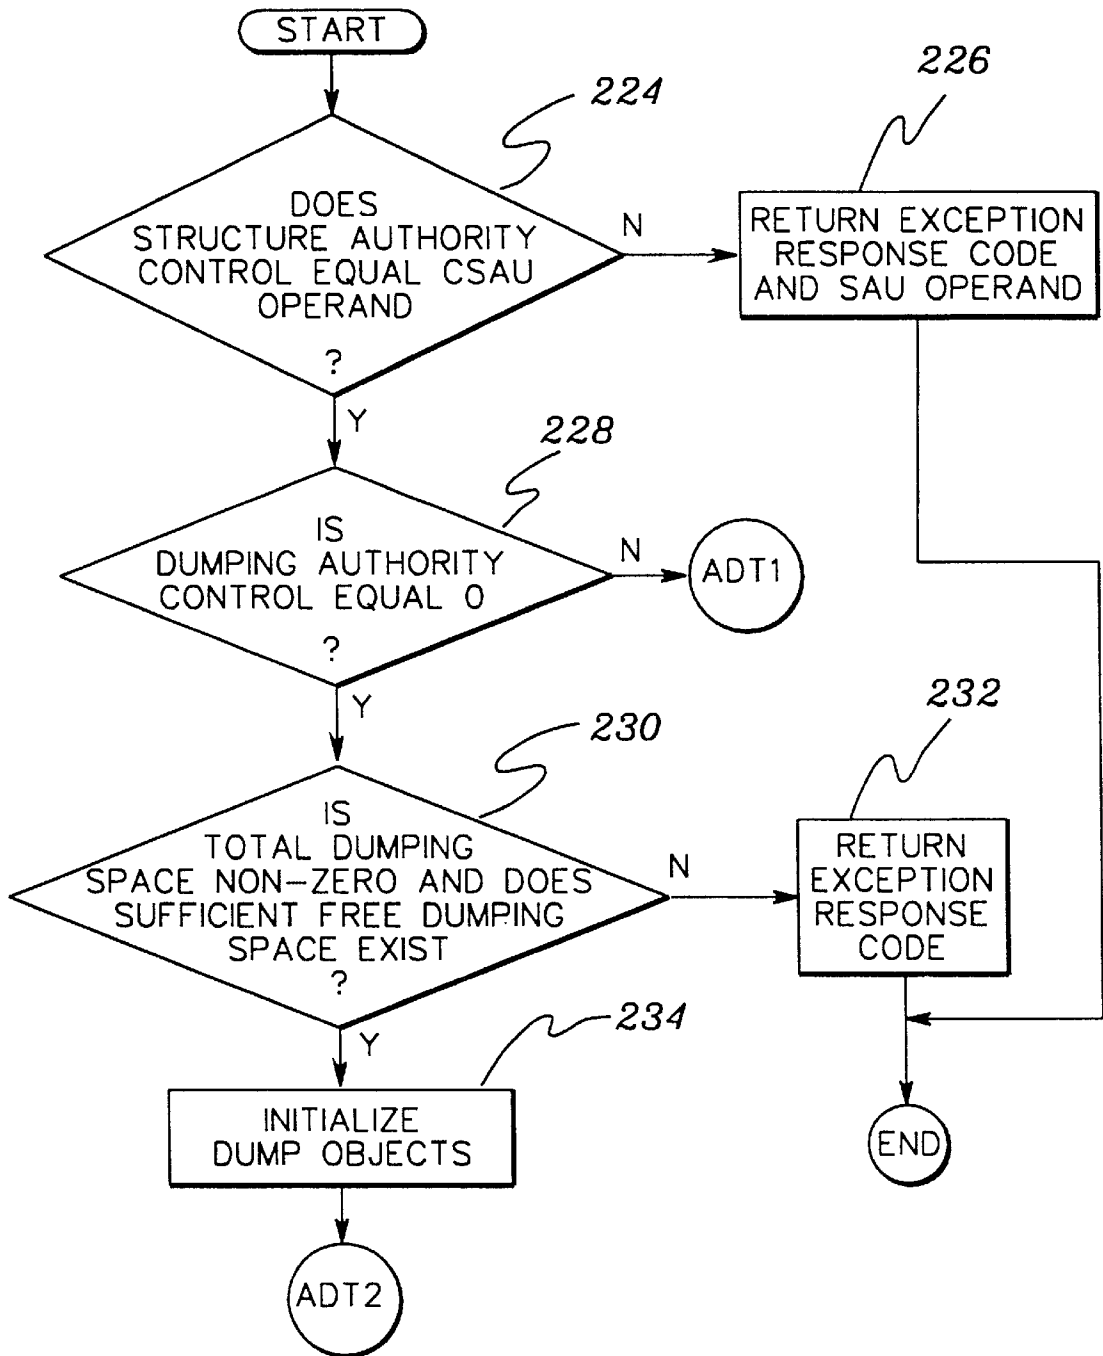 START
224
226
DOES
STRUCTURE AUTHORITY
CONTROL EQUAL CSAU
OPERAND
?
N
RETURN EXCEPTION
RESPONSE CODE
AND SAU OPERAND
Y
228
IS
DUMPING AUTHORITY
CONTROL EQUAL 0
?
N
ADT1
Y
230
232
IS
TOTAL DUMPING
SPACE NON-ZERO AND DOES
SUFFICIENT FREE DUMPING
SPACE EXIST
?
N
RETURN
EXCEPTION
RESPONSE
CODE
Y
234
INITIALIZE
DUMP OBJECTS
END
ADT2